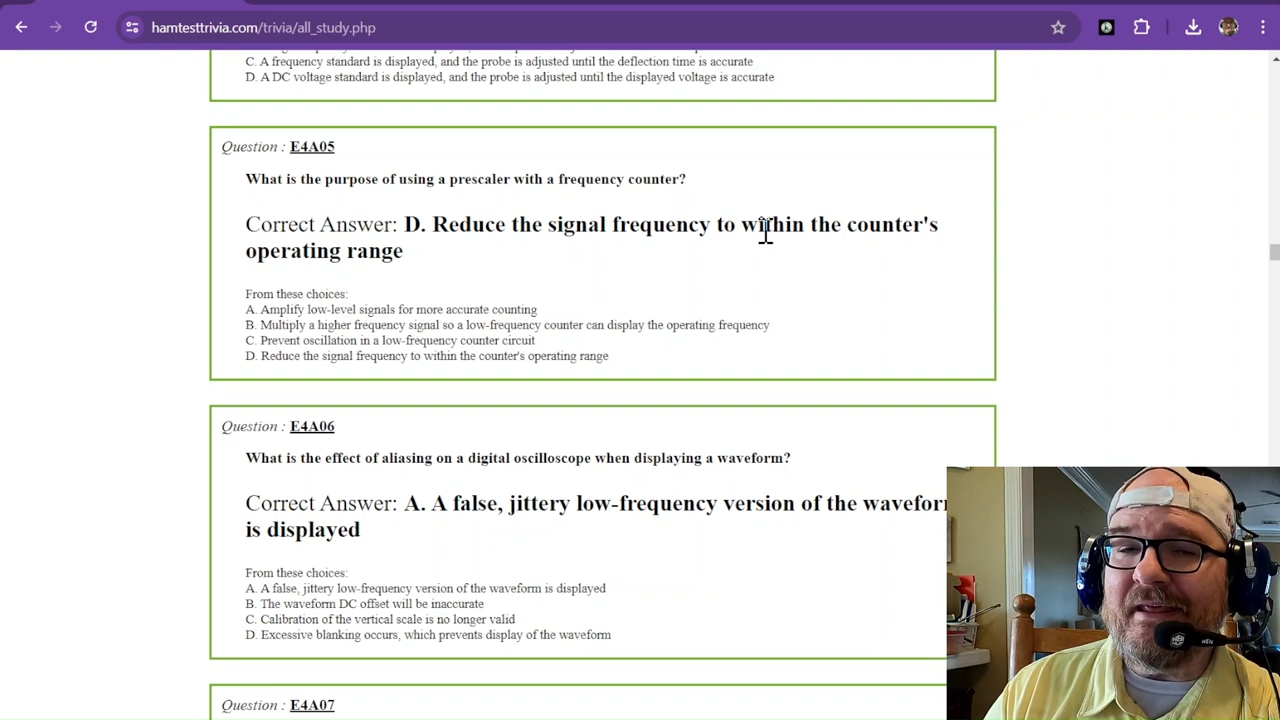 hamtesttrivia.com/trivia/all_study.php
C. A frequency standard is displayed, and the probe is adjusted until the deflection time is accurate
D. A DC voltage standard is displayed, and the probe is adjusted until the displayed voltage is accurate
Question : E4A05
What is the purpose of using a prescaler with a frequency counter?
Correct Answer: D. Reduce the signal frequency to within the counter's
operating range
From these choices:
A. Amplify low-level signals for more accurate counting
B. Multiply a higher frequency signal so a low-frequency counter can display the operating frequency
C. Prevent oscillation in a low-frequency counter circuit
D. Reduce the signal frequency to within the counter's operating range
Question : E4A06
What is the effect of aliasing on a digital oscilloscope when displaying a waveform?
Correct Answer: A. A false, jittery low-frequency version of the waveform
is displayed
From these choices:
A. A false, jittery low-frequency version of the waveform is displayed
B. The waveform DC offset will be inaccurate
C. Calibration of the vertical scale is no longer valid
D. Excessive blanking occurs, which prevents display of the waveform
Question : E4A07